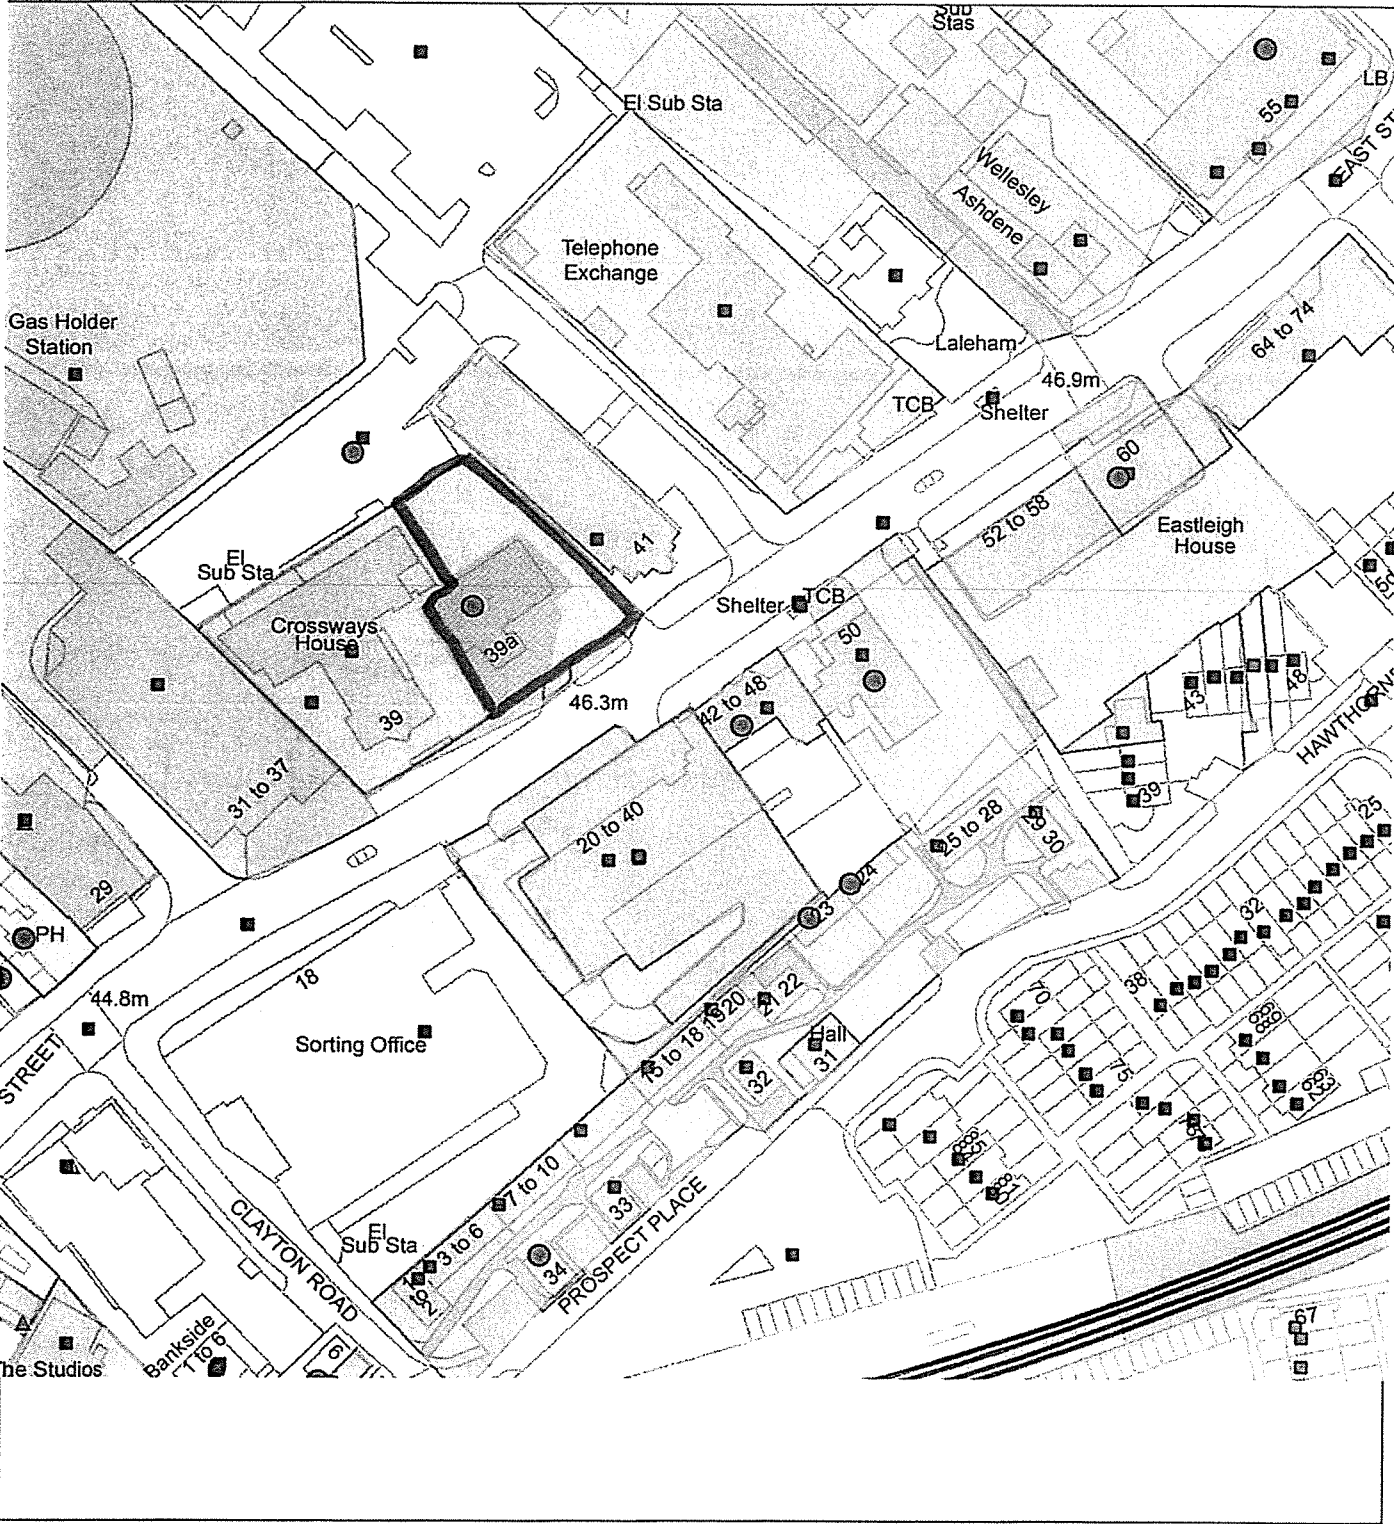 Sub
Stas
LB
55
EAST ST
El Sub Sta
Wellesley
Ashdene
Telephone
Exchange
Gas Holder
Station
Laleham
64 to 74
46.9m
TCB
Shelter
60
52 to 58
Eastleigh
House
41
El
Sub Sta
Shelter
TCB
Crossways
House
39a
50
39
46.3m
42 to 48
43
48
HAWTHORN
39
31 to 37
20 to 40
25 to 28
30
25
29
24
23
32
PH
18
44.8m
38
70
STREET
Sorting Office
15 to 18
19
20
21
22
Hall
31
75
32
7 to 10
33
CLAYTON ROAD
El
Sub Sta
3 to 6
34
PROSPECT PLACE
Bankside
1 to 6
6
67
The Studios